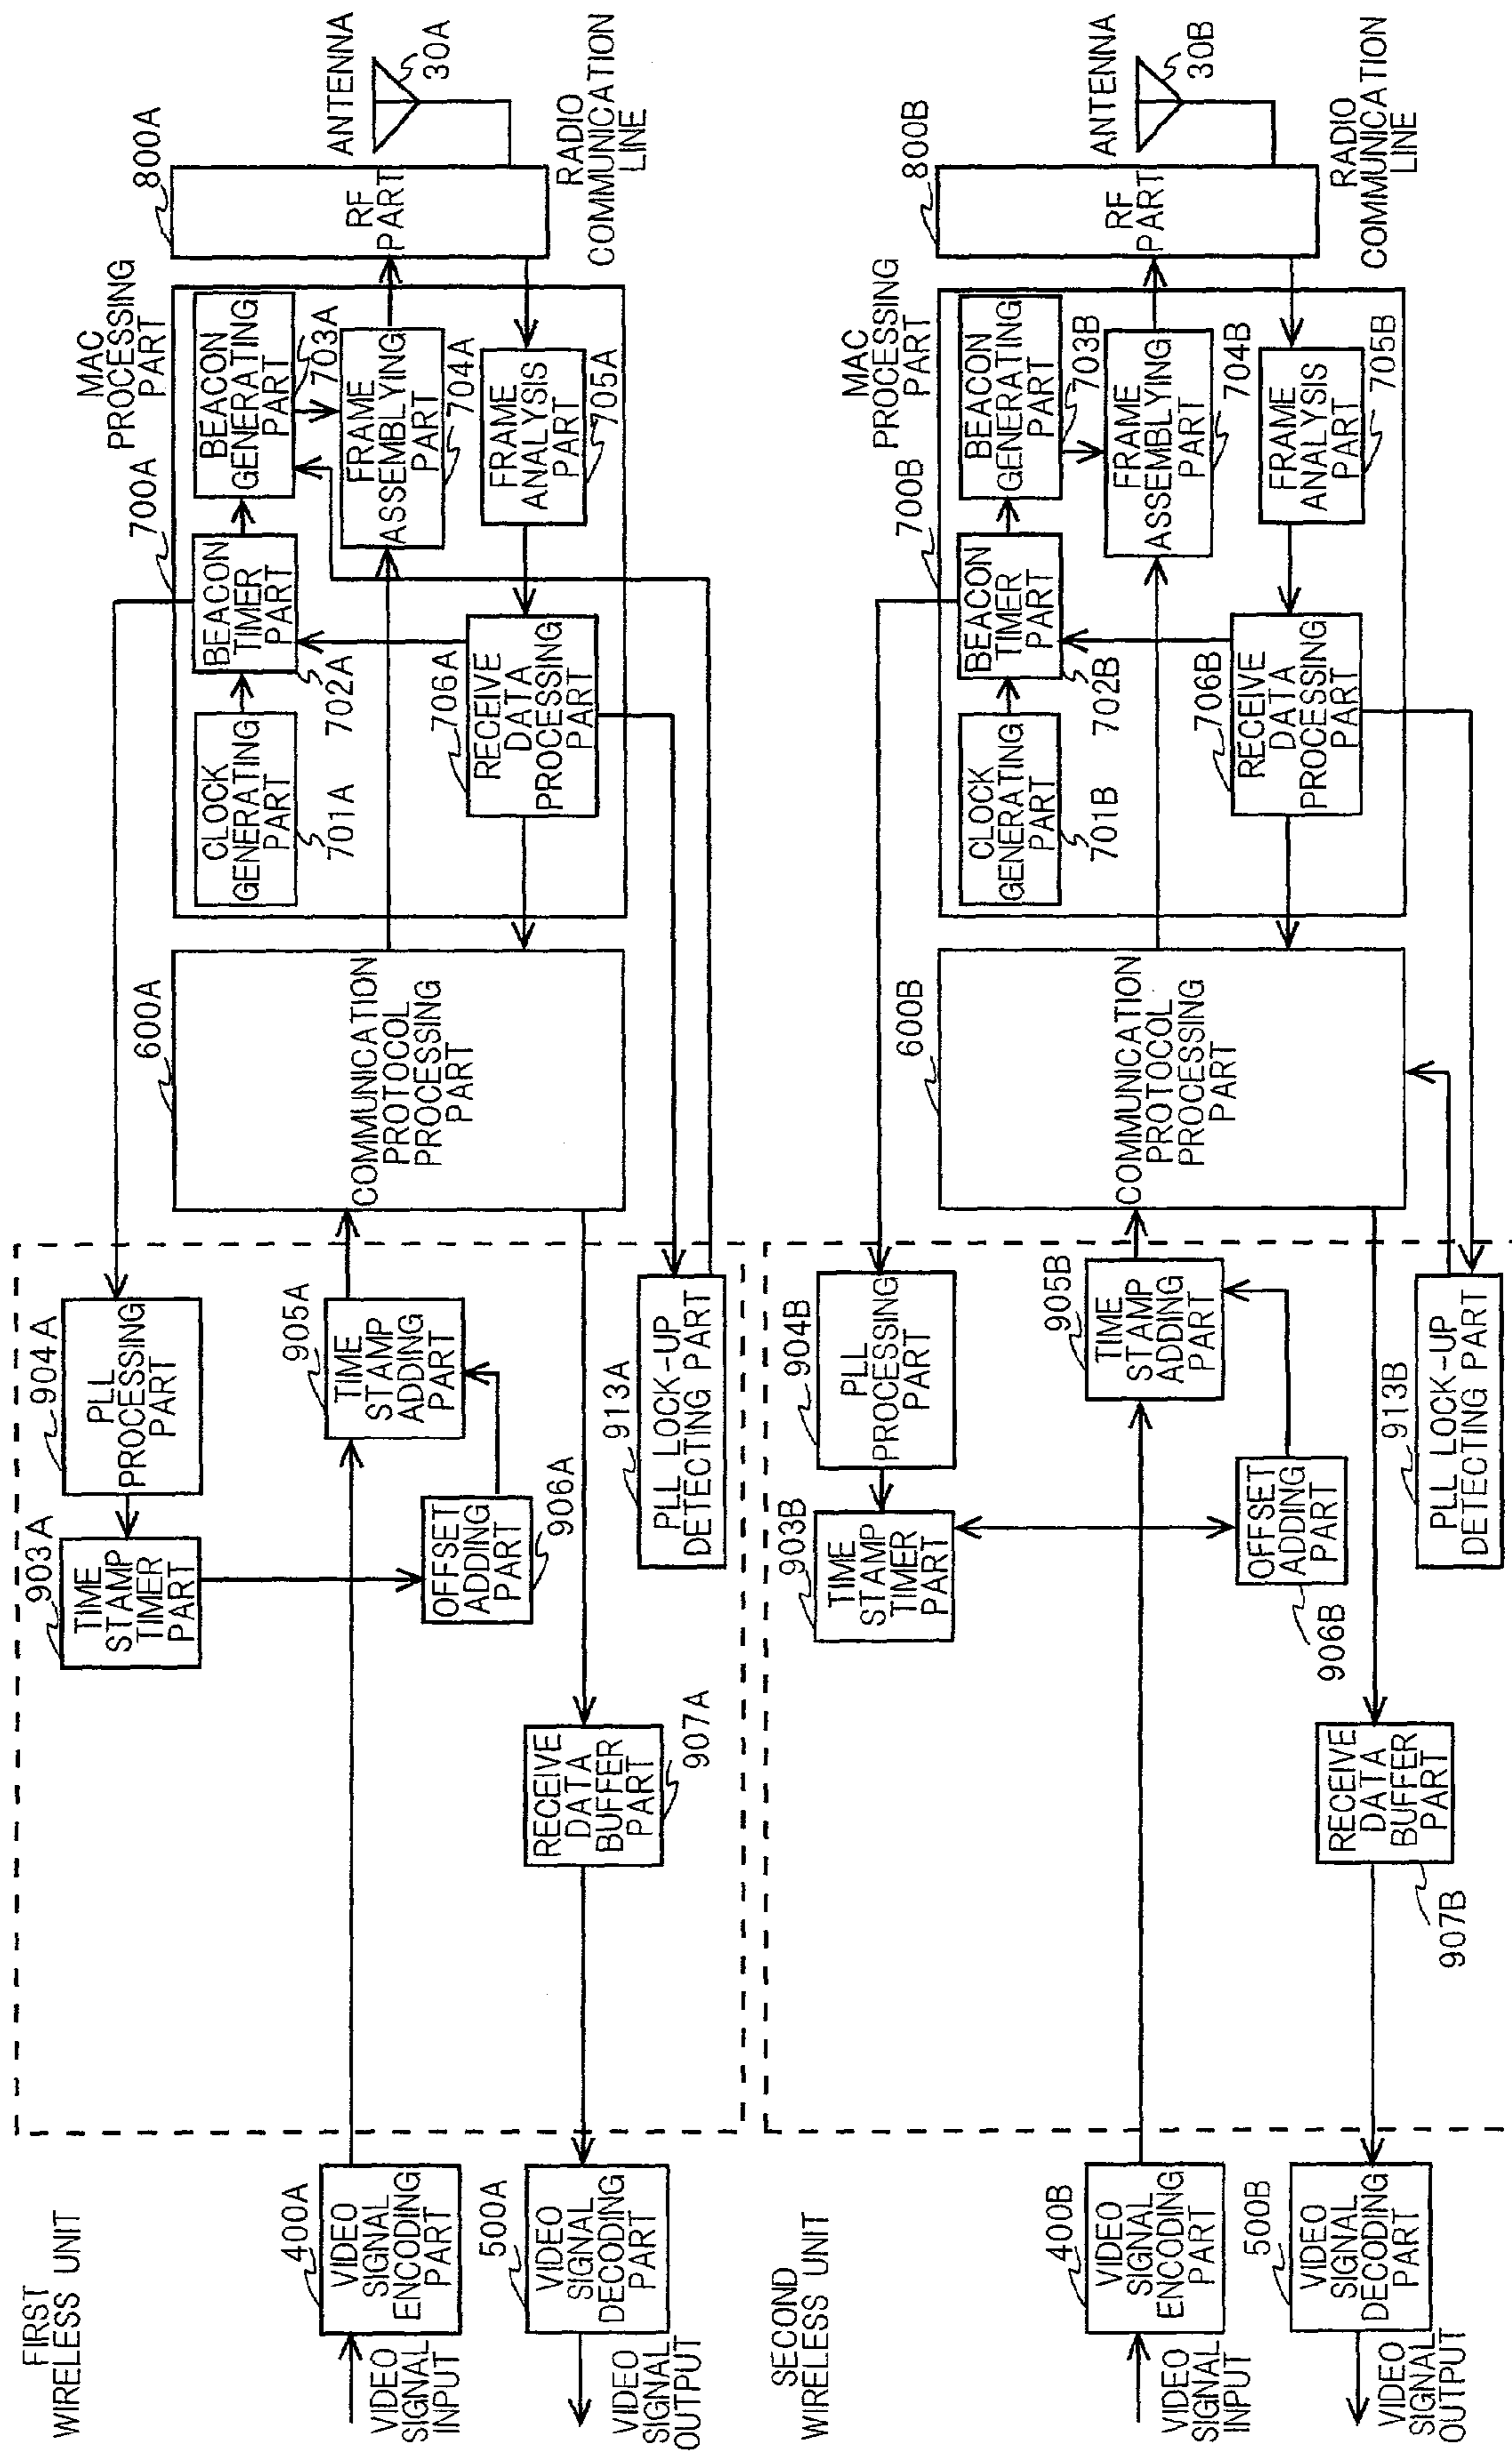 FIRST
WIRELESS UNIT
VIDEO
SIGNAL
INPUT
400A
VIDEO
SIGNAL
ENCODING
PART
VIDEO
SIGNAL
OUTPUT
500A
VIDEO
SIGNAL
DECODING
PART
903A
TIME
STAMP
TIMER
PART
904A
PLL
PROCESSING
PART
905A
TIME
STAMP
ADDING
PART
OFFSET
ADDING
PART
906A
RECEIVE
DATA
BUFFER
PART
907A
913A
PLL LOCK-UP
DETECTING PART
600A
COMMUNICATION
PROTOCOL
PROCESSING
PART
700A
MAC
PROCESSING
PART
CLOCK
GENERATING
PART
701A
BEACON
TIMER
PART
702A
BEACON
GENERATING
PART
703A
FRAME
ASSEMBLYING
PART
704A
FRAME
ANALYSIS
PART
705A
706A
RECEIVE
DATA
PROCESSING
PART
800A
RF
PART
ANTENNA
30A
RADIO
COMMUNICATION
LINE
SECOND
WIRELESS UNIT
VIDEO
SIGNAL
INPUT
400B
VIDEO
SIGNAL
ENCODING
PART
VIDEO
SIGNAL
OUTPUT
500B
VIDEO
SIGNAL
DECODING
PART
903B
TIME
STAMP
TIMER
PART
904B
PLL
PROCESSING
PART
905B
TIME
STAMP
ADDING
PART
OFFSET
ADDING
PART
906B
RECEIVE
DATA
BUFFER
PART
907B
913B
PLL LOCK-UP
DETECTING PART
600B
COMMUNICATION
PROTOCOL
PROCESSING
PART
700B
MAC
PROCESSING
PART
CLOCK
GENERATING
PART
701B
BEACON
TIMER
PART
702B
BEACON
GENERATING
PART
703B
FRAME
ASSEMBLYING
PART
704B
FRAME
ANALYSIS
PART
705B
706B
RECEIVE
DATA
PROCESSING
PART
800B
RF
PART
ANTENNA
30B
RADIO
COMMUNICATION
LINE